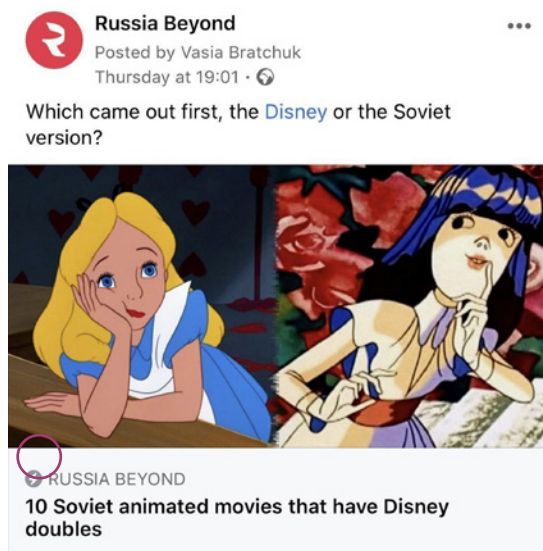 Russia Beyond
Posted by Vasia Bratchuk
Thursday at 19:01 ·
Which came out first, the Disney or the Soviet
version?
RUSSIA BEYOND
10 Soviet animated movies that have Disney
doubles